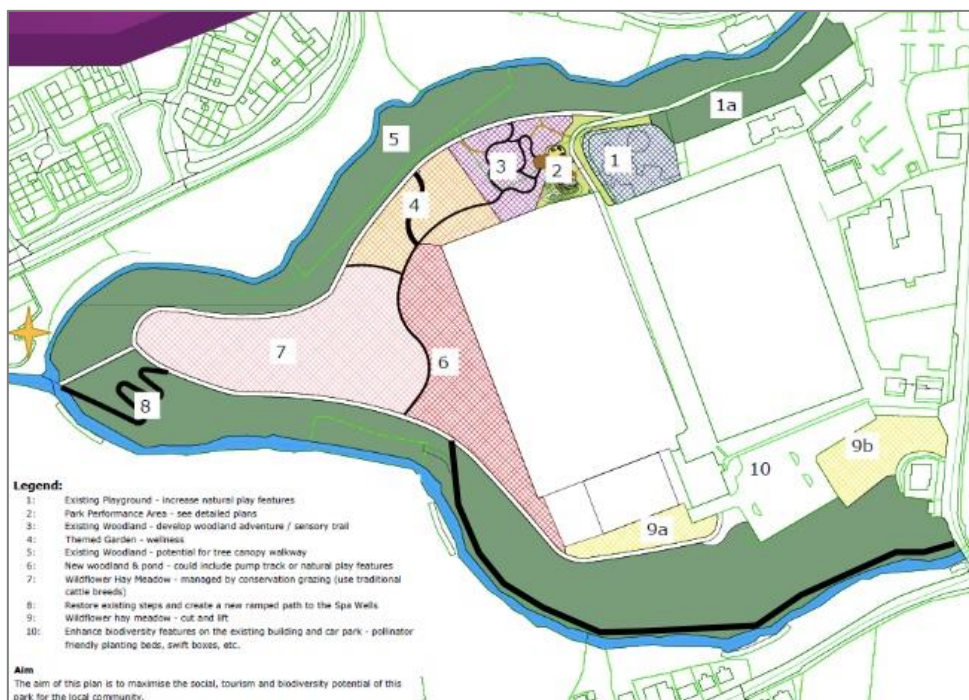 1a
5
1
3
2
4
7
6
8
9b
10
9a
Legend:
1: Existing Playground - increase natural play features
2: Park Performance Area - see detailed plans
3: Existing Woodland - develop woodland adventure / sensory trail
4: Themed Garden - wellness
5: Existing Woodland - potential for tree canopy walkway
6: New woodland & pond - could include pump track or natural play features
7: Wildflower Hay Meadow - managed by conservation grazing (use traditional
cattle breeds)
8: Restore existing steps and create a new ramped path to the Spa Wells
9: Wildflower hay meadow - cut and lift
10: Enhance biodiversity features on the existing building and car park - pollinator
friendly planting beds, swift boxes, etc.
Aim
The aim of this plan is to maximise the social, tourism and biodiversity potential of this
park for the local community.